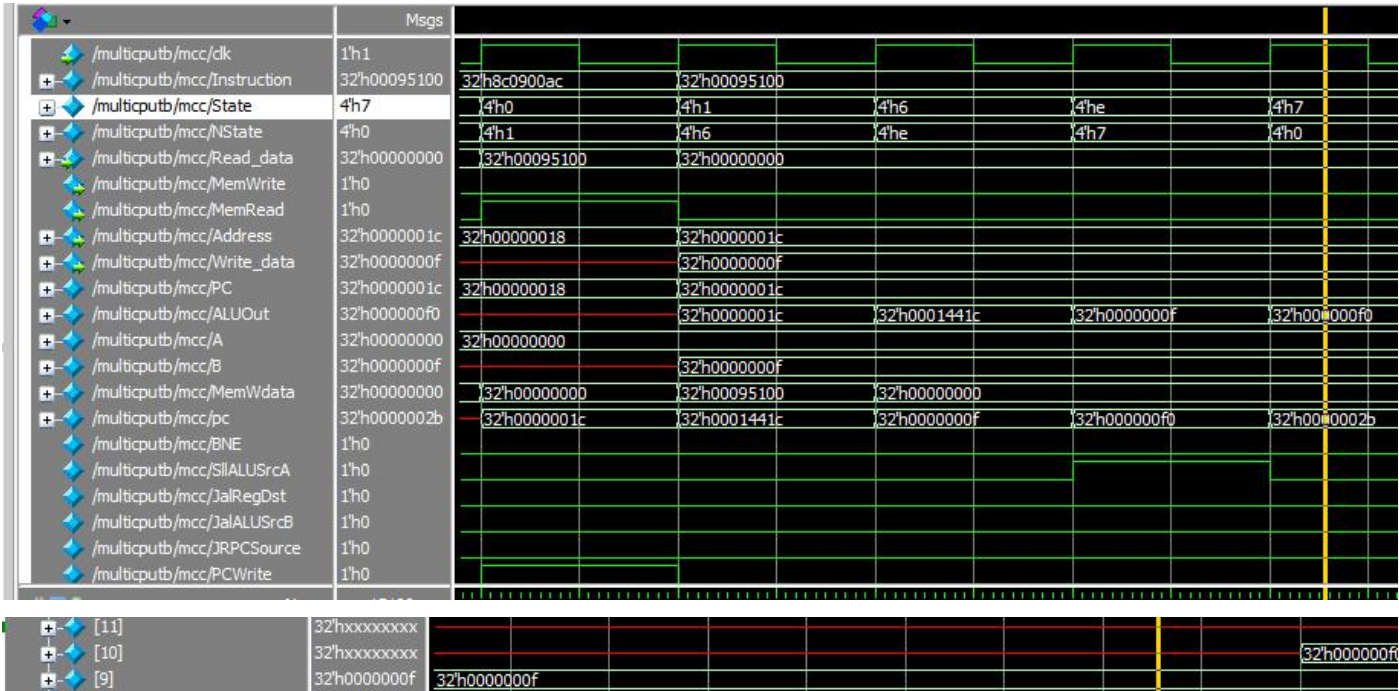 Msgs
/multicputb/mcc/clk 1'h1
/multicputb/mcc/Instruction 32'h00095100 32'h8c0900ac 32'h00095100
/multicputb/mcc/State 4'h7 4'h0 4'h1 4'h6 4'he 4'h7
/multicputb/mcc/NState 4'h0 4'h1 4'h6 4'he 4'h7 4'h0
/multicputb/mcc/Read_data 32'h00000000 32'h00095100 32'h00000000
/multicputb/mcc/MemWrite 1'h0
/multicputb/mcc/MemRead 1'h0
/multicputb/mcc/Address 32'h0000001c 32'h00000018 32'h0000001c
/multicputb/mcc/Write_data 32'h0000000f 32'h0000000f
/multicputb/mcc/PC 32'h0000001c 32'h00000018 32'h0000001c
/multicputb/mcc/ALUOut 32'h000000f0 32'h0000001c 32'h0001441c 32'h0000000f 32'h000000f0
/multicputb/mcc/A 32'h00000000 32'h00000000
/multicputb/mcc/B 32'h0000000f 32'h0000000f
/multicputb/mcc/MemWdata 32'h00000000 32'h00000000 32'h00095100 32'h00000000
/multicputb/mcc/pc 32'h0000002b 32'h0000001c 32'h0001441c 32'h0000000f 32'h000000f0 32'h0000002b
/multicputb/mcc/BNE 1'h0
/multicputb/mcc/SllALUSrcA 1'h0
/multicputb/mcc/JalRegDst 1'h0
/multicputb/mcc/JalALUSrcB 1'h0
/multicputb/mcc/JRPCSource 1'h0
/multicputb/mcc/PCWrite 1'h0
[11] 32'hxxxxxxxx
[10] 32'hxxxxxxxx 32'h000000f0
[9] 32'h0000000f 32'h0000000f